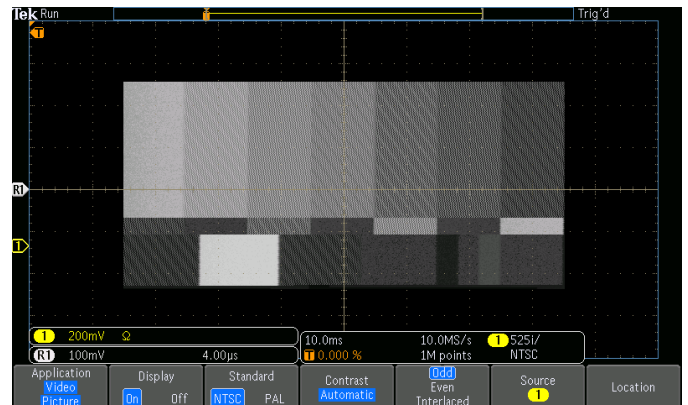 Tek Run Trig'd
T
T
R1
1
1 200mV Ω
R1 100mV 4.00µs
10.0ms 10.0MS/s 1 525i/
T 0.000 % 1M points NTSC
Application
Video
Picture
Display
On Off
Standard
NTSC PAL
Contrast
Automatic
Odd
Even
Interlaced
Source
1
Location